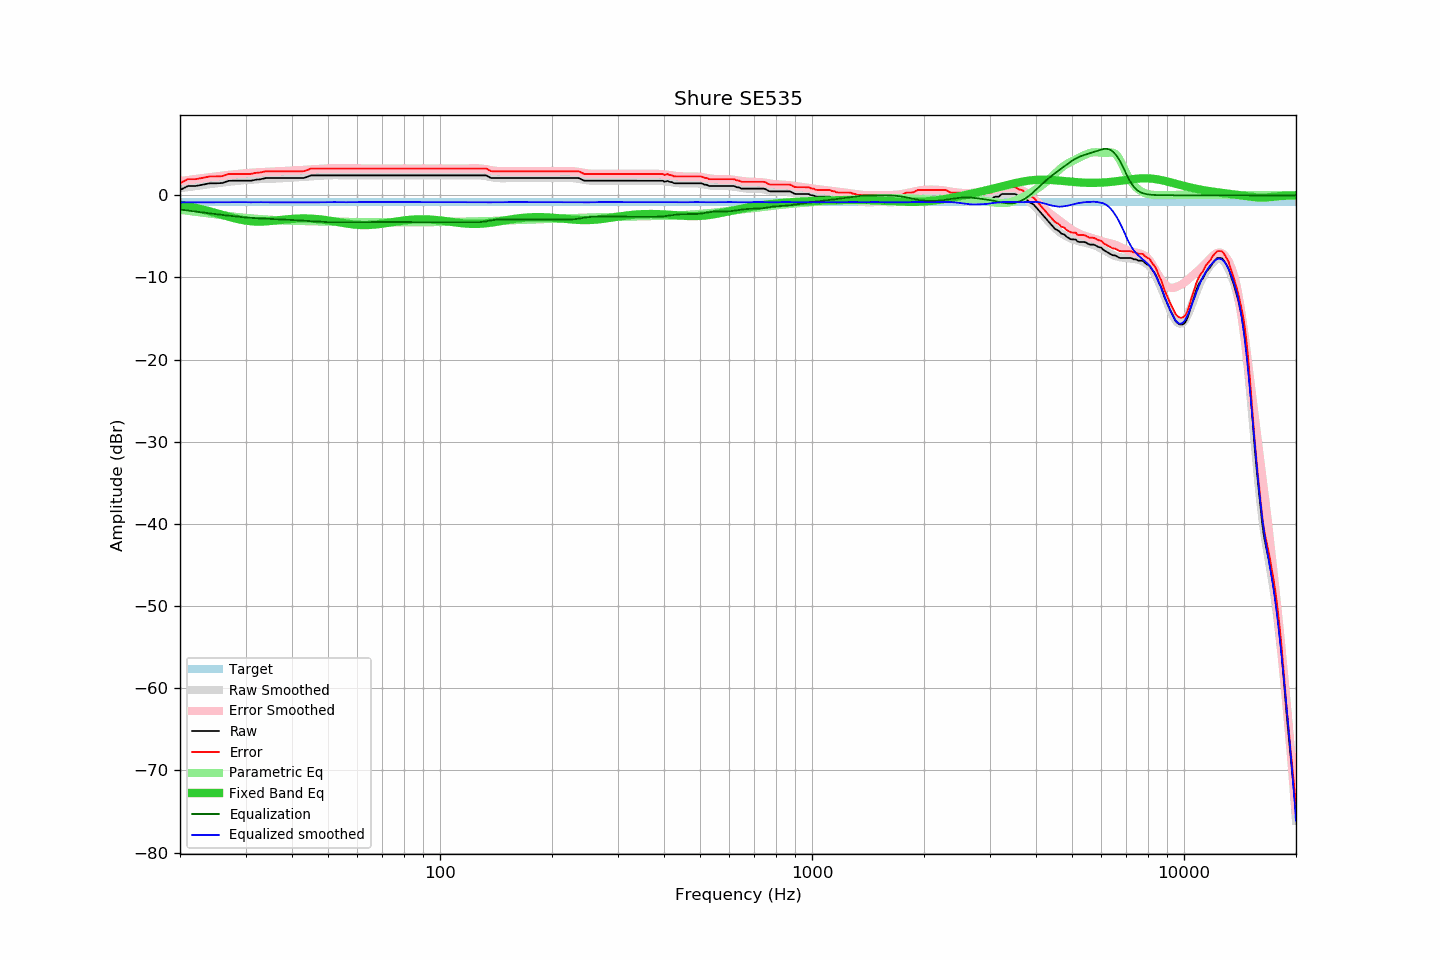 Shure SE535
0
−10
−20
−30
−40
−50
−60
−70
−80
Amplitude (dBr)
Target
Raw Smoothed
Error Smoothed
Raw
Error
Parametric Eq
Fixed Band Eq
Equalization
Equalized smoothed
100
1000
10000
Frequency (Hz)